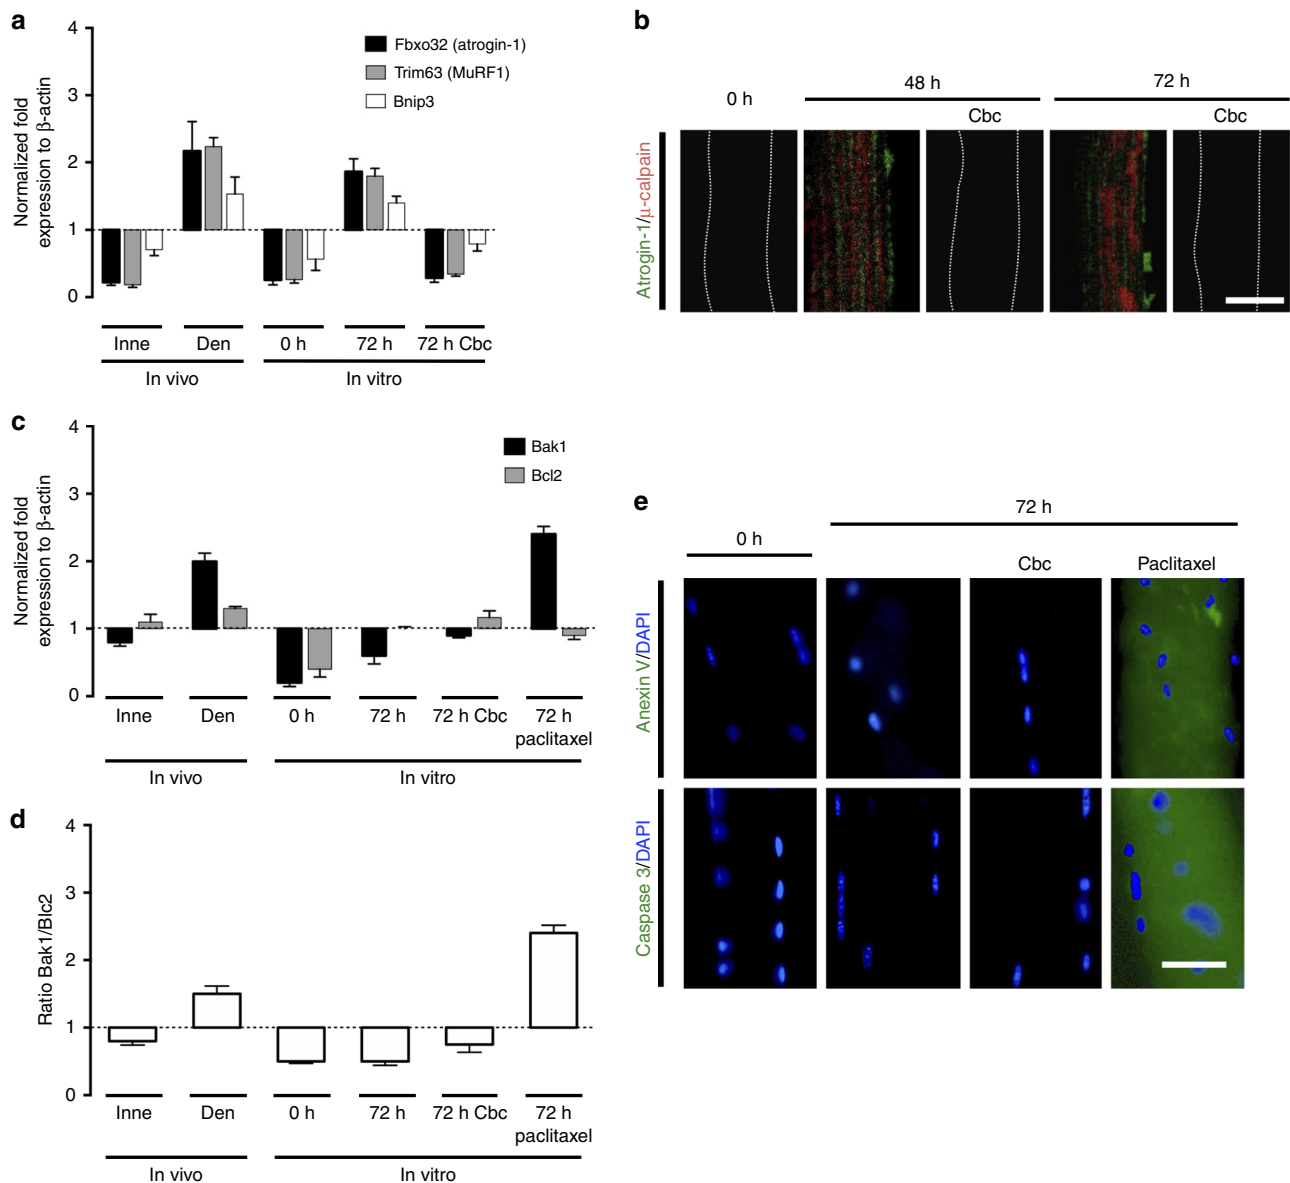 a
4
3
2
1
0
Normalized fold
expression to β-actin
Fbxo32 (atrogin-1)
Trim63 (MuRF1)
Bnip3
Inne
Den
0 h
72 h
72 h Cbc
In vivo
In vitro
b
0 h
48 h
72 h
Cbc
Cbc
Atrogin-1/μ-calpain
c
4
3
2
1
0
Normalized fold
expression to β-actin
Bak1
Bcl2
Inne
Den
0 h
72 h
72 h Cbc
72 h
paclitaxel
In vivo
In vitro
d
4
3
2
1
0
Ratio Bak1/Blc2
Inne
Den
0 h
72 h
72 h Cbc
72 h
paclitaxel
In vivo
In vitro
e
72 h
0 h
Cbc
Paclitaxel
Anexin V/DAPI
Caspase 3/DAPI